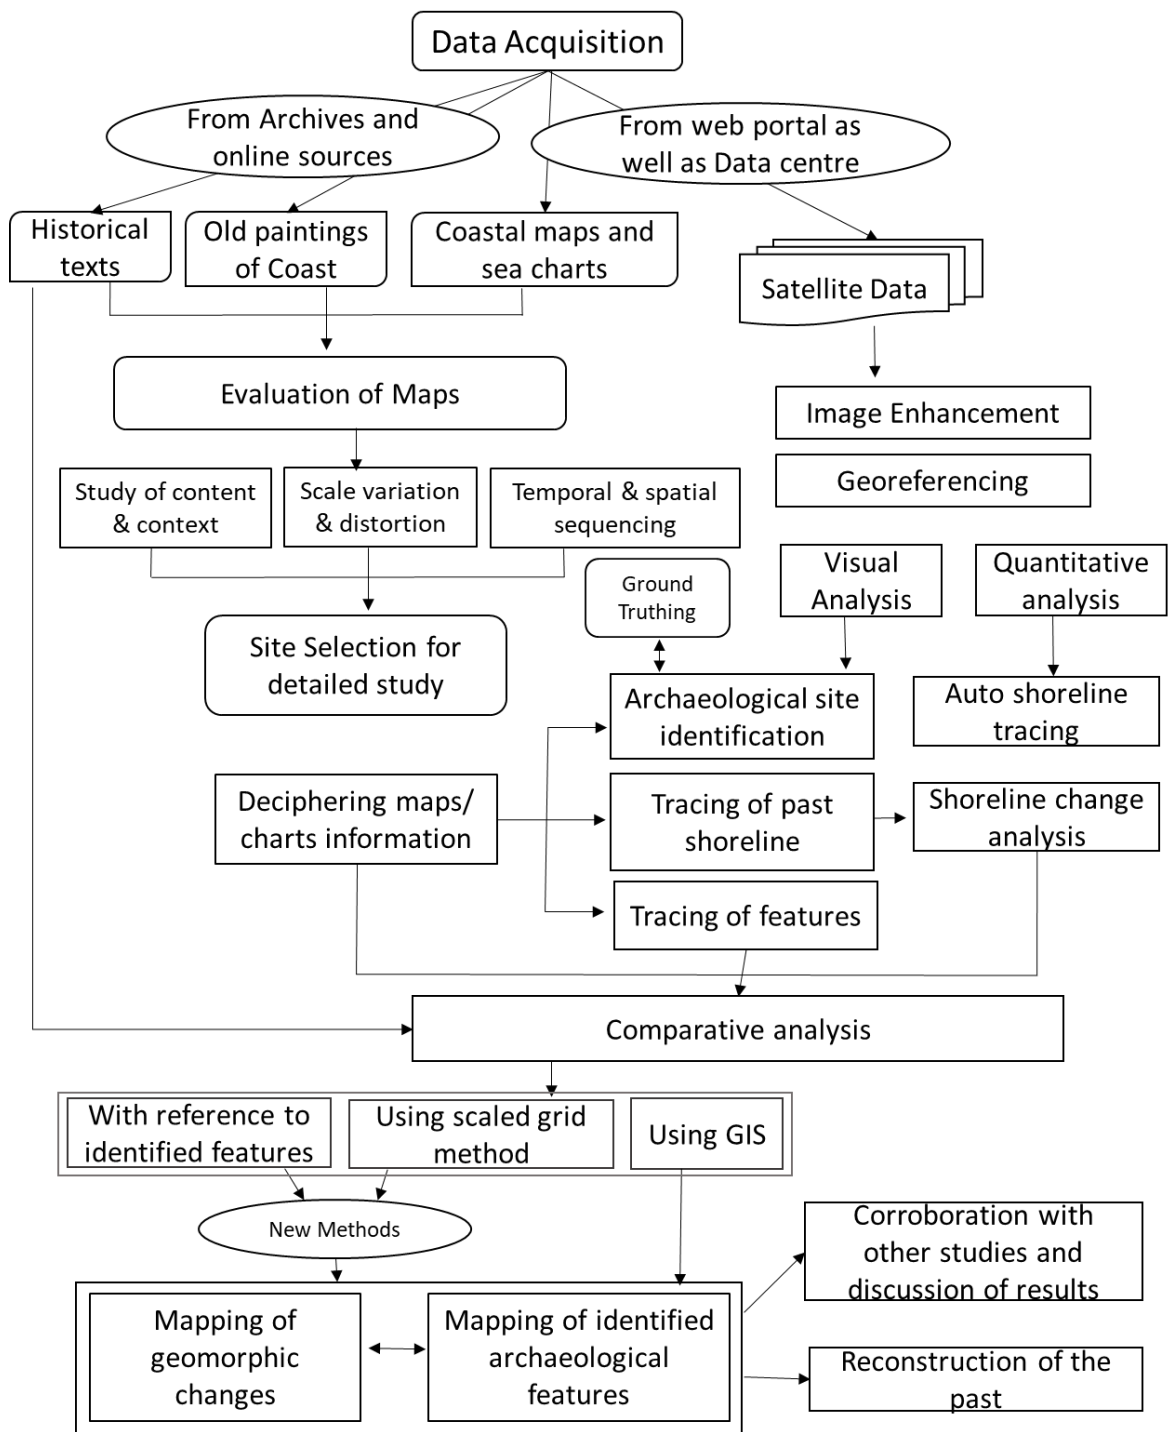 Data Acquisition
From Archives and
online sources
From web portal as
well as Data centre
Historical
texts
Old paintings
of Coast
Coastal maps and
sea charts
Satellite Data
Evaluation of Maps
Image Enhancement
Georeferencing
Study of content
& context
Scale variation
& distortion
Temporal & spatial
sequencing
Visual
Analysis
Quantitative
analysis
Ground
Truthing
Site Selection for
detailed study
Archaeological site
identification
Auto shoreline
tracing
Deciphering maps/
charts information
Tracing of past
shoreline
Shoreline change
analysis
Tracing of features
Comparative analysis
With reference to
identified features
Using scaled grid
method
Using GIS
New Methods
Corroboration with
other studies and
discussion of results
Mapping of
geomorphic
changes
Mapping of identified
archaeological
features
Reconstruction of the
past